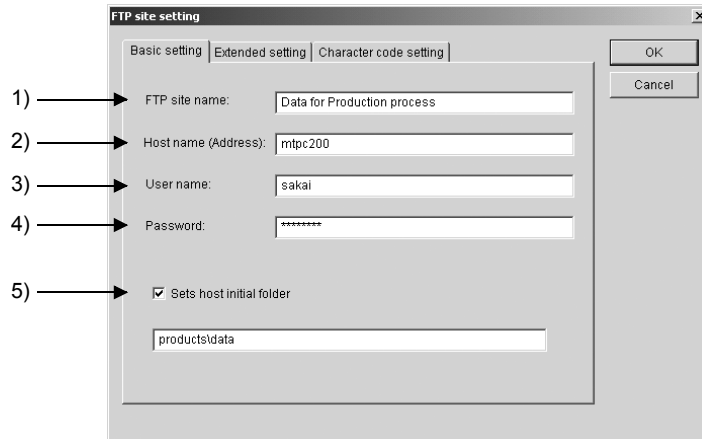 FTP site setting
Basic setting Extended setting Character code setting
OK
Cancel
1) FTP site name: Data for Production process
2) Host name (Address): mtpc200
3) User name: sakai
4) Password: ********
5) Sets host initial folder
products\data